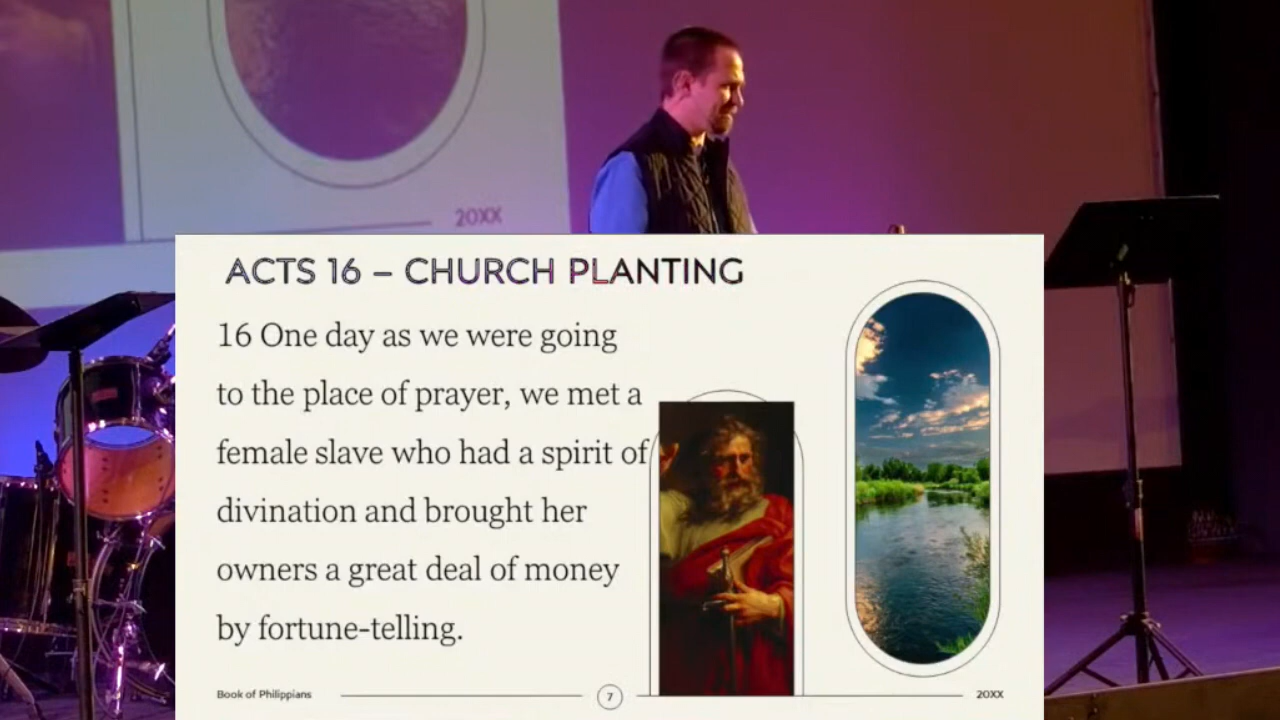 20XX
ACTS 16 – CHURCH PLANTING
16 One day as we were going
to the place of prayer, we met a
female slave who had a spirit of
divination and brought her
owners a great deal of money
by fortune-telling.
Book of Philippians
7
20XX